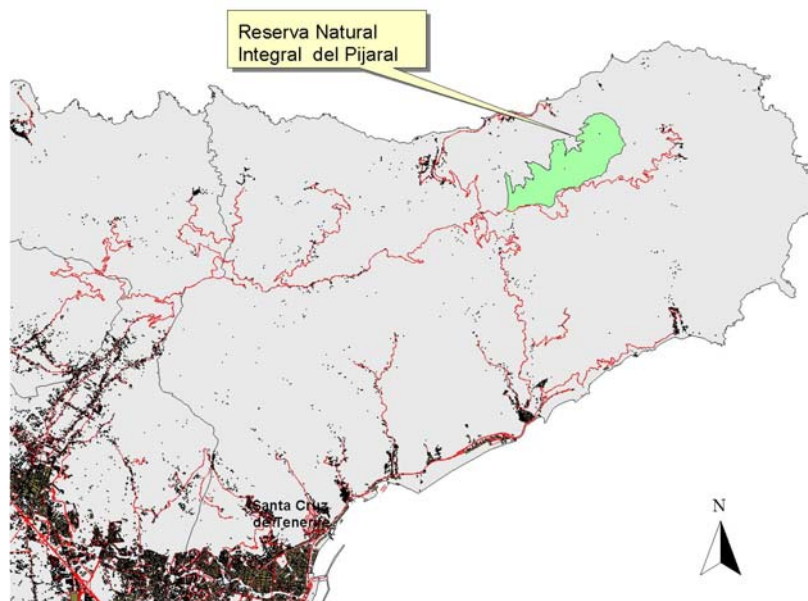 Reserva Natural
Integral del Pijaral
Santa Cruz
de Tenerife
N